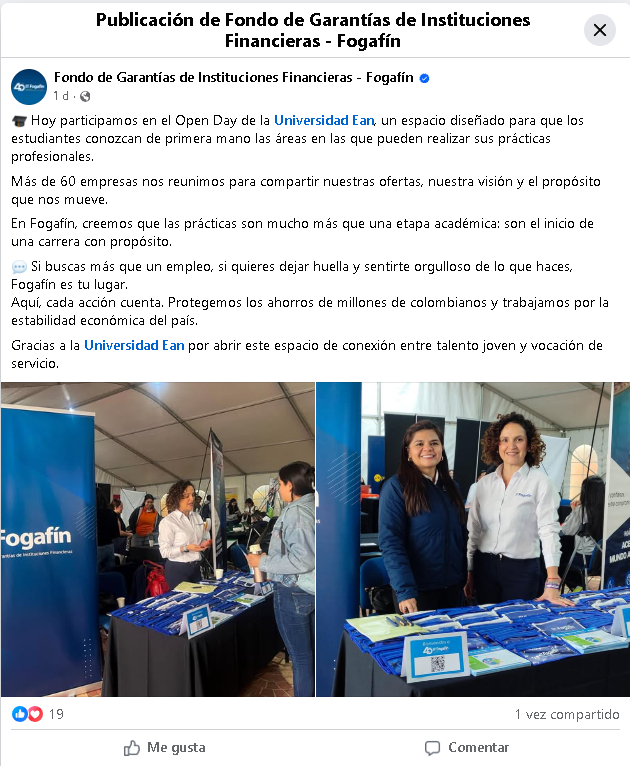 Publicación de Fondo de Garantías de Instituciones
Financieras - Fogafín
40 Fogafín
Fondo de Garantías de Instituciones Financieras - Fogafín
1 d ·
Hoy participamos en el Open Day de la Universidad Ean, un espacio diseñado para que los
estudiantes conozcan de primera mano las áreas en las que pueden realizar sus prácticas
profesionales.
Más de 60 empresas nos reunimos para compartir nuestras ofertas, nuestra visión y el propósito
que nos mueve.
En Fogafín, creemos que las prácticas son mucho más que una etapa académica: son el inicio de
una carrera con propósito.
Si buscas más que un empleo, si quieres dejar huella y sentirte orgulloso de lo que haces,
Fogafín es tu lugar.
Aquí, cada acción cuenta. Protegemos los ahorros de millones de colombianos y trabajamos por la
estabilidad económica del país.
Gracias a la Universidad Ean por abrir este espacio de conexión entre talento joven y vocación de
servicio.
Fogafín
de Instituciones Financieras
40 Fogafín
19
1 vez compartido
Me gusta
Comentar